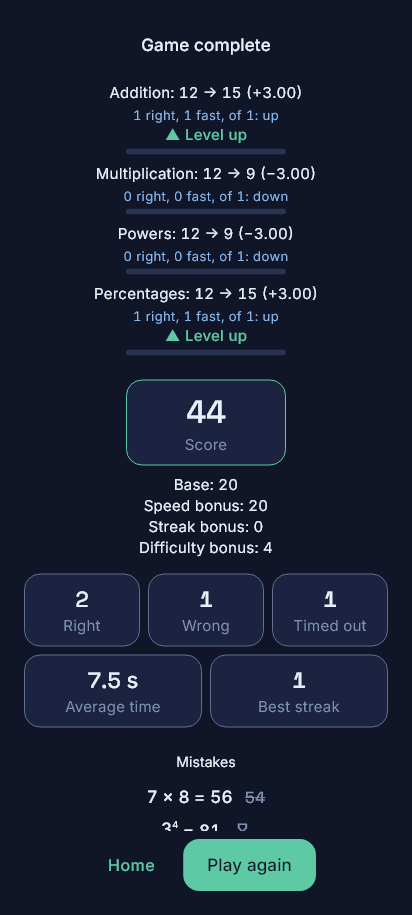 Game complete
Addition: 12 → 15 (+3.00)
1 right, 1 fast, of 1: up
▲ Level up
Multiplication: 12 → 9 (−3.00)
0 right, 0 fast, of 1: down
Powers: 12 → 9 (−3.00)
0 right, 0 fast, of 1: down
Percentages: 12 → 15 (+3.00)
1 right, 1 fast, of 1: up
▲ Level up
44
Score
Base: 20
Speed bonus: 20
Streak bonus: 0
Difficulty bonus: 4
2
Right
1
Wrong
1
Timed out
7.5 s
Average time
1
Best streak
Mistakes
7 × 8 = 56 54
3⁴ = 81
Home
Play again